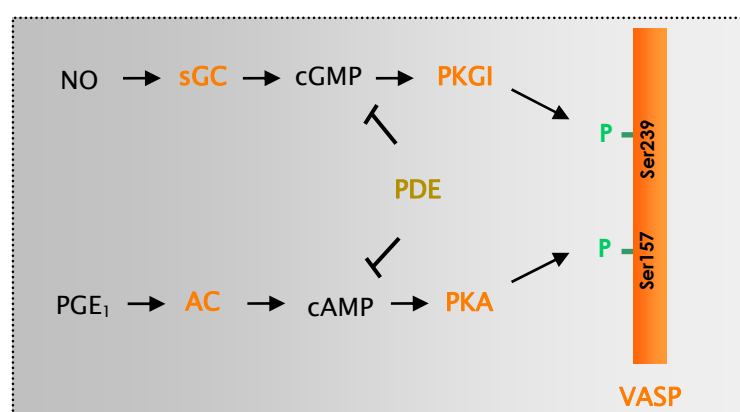 NO sGC cGMP PKGI
P
Ser239
PDE
P
Ser157
PGE₁ AC cAMP PKA
VASP